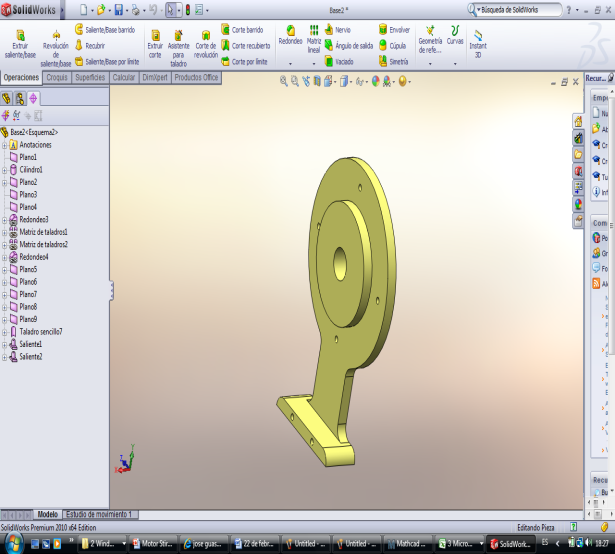 SolidWorks
Base2 *
Búsqueda de SolidWorks
Extruir saliente/base
Revolución de saliente/base
Saliente/Base barrido
Recubrir
Saliente/Base por límite
Extruir corte
Asistente para taladro
Corte de revolución
Corte barrido
Corte recubierto
Corte por límite
Redondeo
Matriz lineal
Nervio
Ángulo de salida
Vaciado
Envolver
Cúpula
Simetría
Geometría de refe...
Curvas
Instant 3D
Operaciones
Croquis
Superficies
Calcular
DimXpert
Productos Office
Recur...
Base2<Esquema2>
Anotaciones
Plano1
Cilindro1
Plano2
Plano3
Plano4
Redondeo3
Matriz de taladros1
Matriz de taladros2
Redondeo4
Plano5
Plano6
Plano7
Plano8
Plano9
Taladro sencillo7
Saliente1
Saliente2
Modelo
Estudio de movimiento 1
SolidWorks Premium 2010 x64 Edition
Editando Pieza
2 Wind...
Motor Stir...
jose guas...
22 de febr...
Untitled - ...
Untitled - ...
Mathcad ...
3 Micro...
SolidWork...
ES
18:27